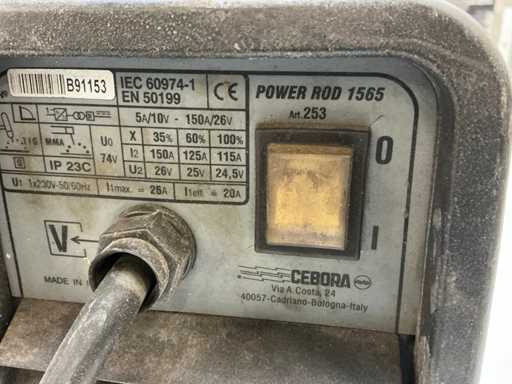 B91153
IEC 60974-1
EN 50199
CE
POWER ROD 1565
Art. 253
5A/10V - 150A/26V
TIG MMA
U0
74V
X 35% 60% 100%
I2 150A 125A 115A
U2 26V 25V 24,5V
S
IP 23C
U1 1x230V-50/60Hz
I1max. = 25A
I1eff. = 20A
O
I
V
MADE IN
CEBORA
Via A. Costa, 24
40057-Cadriano-Bologna-Italy